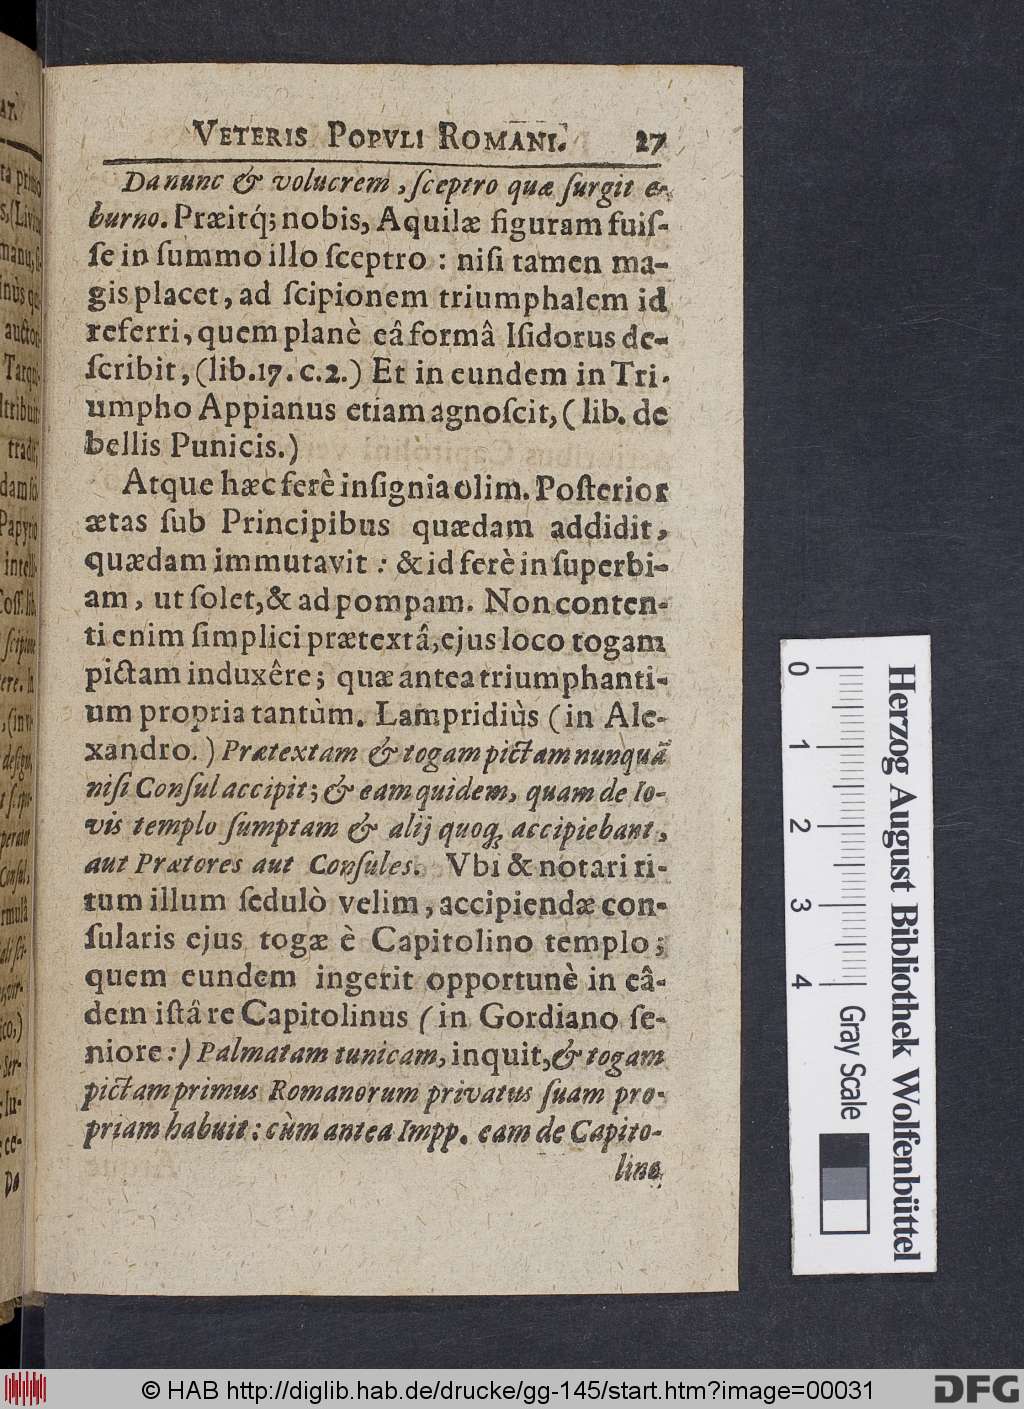 VETERIS POPVLI ROMANI. 27
Da nunc & volucrem, ſceptro quæ ſurgit e-
burno. Præitq́; nobis, Aquilæ figuram fuiſ-
ſe in ſummo illo ſceptro : niſi tamen ma-
gis placet, ad ſcipionem triumphalem id
referri, quem planè eâ formâ Iſidorus de-
ſcribit, (lib. 17. c. 2.) Et in eundem in Tri-
umpho Appianus etiam agnoſcit, ( lib. de
bellis Punicis.)
Atque hæc ferè inſignia olim. Poſterior
ætas ſub Principibus quædam addidit,
quædam immutavit : & id ferè in ſuperbi-
am, ut ſolet, & ad pompam. Non conten-
ti enim ſimplici prætextâ, ejus loco togam
pictam induxêre; quæ antea triumphanti-
um propria tantùm. Lampridiùs (in Ale-
xandro.) Prætextam & togam pictam nunquã
niſi Conſul accipit; & eam quidem, quam de Io-
vis templo ſumptam & alij quoqꝫ accipiebant,
aut Prætores aut Conſules. Vbi & notari ri-
tum illum ſedulò velim, accipiendæ con-
ſularis ejus togæ è Capitolino templo;
quem eundem ingerit opportunè in eâ-
dem iſtâ re Capitolinus (in Gordiano ſe-
niore:) Palmatam tunicam, inquit, & togam
pictam primus Romanorum privatus ſuam pro-
priam habuit : cùm antea Impp. eam de Capito-
lino
0 1 2 3 4
Gray Scale
Herzog August Bibliothek Wolfenbüttel
© HAB http://diglib.hab.de/drucke/gg-145/start.htm?image=00031
DFG